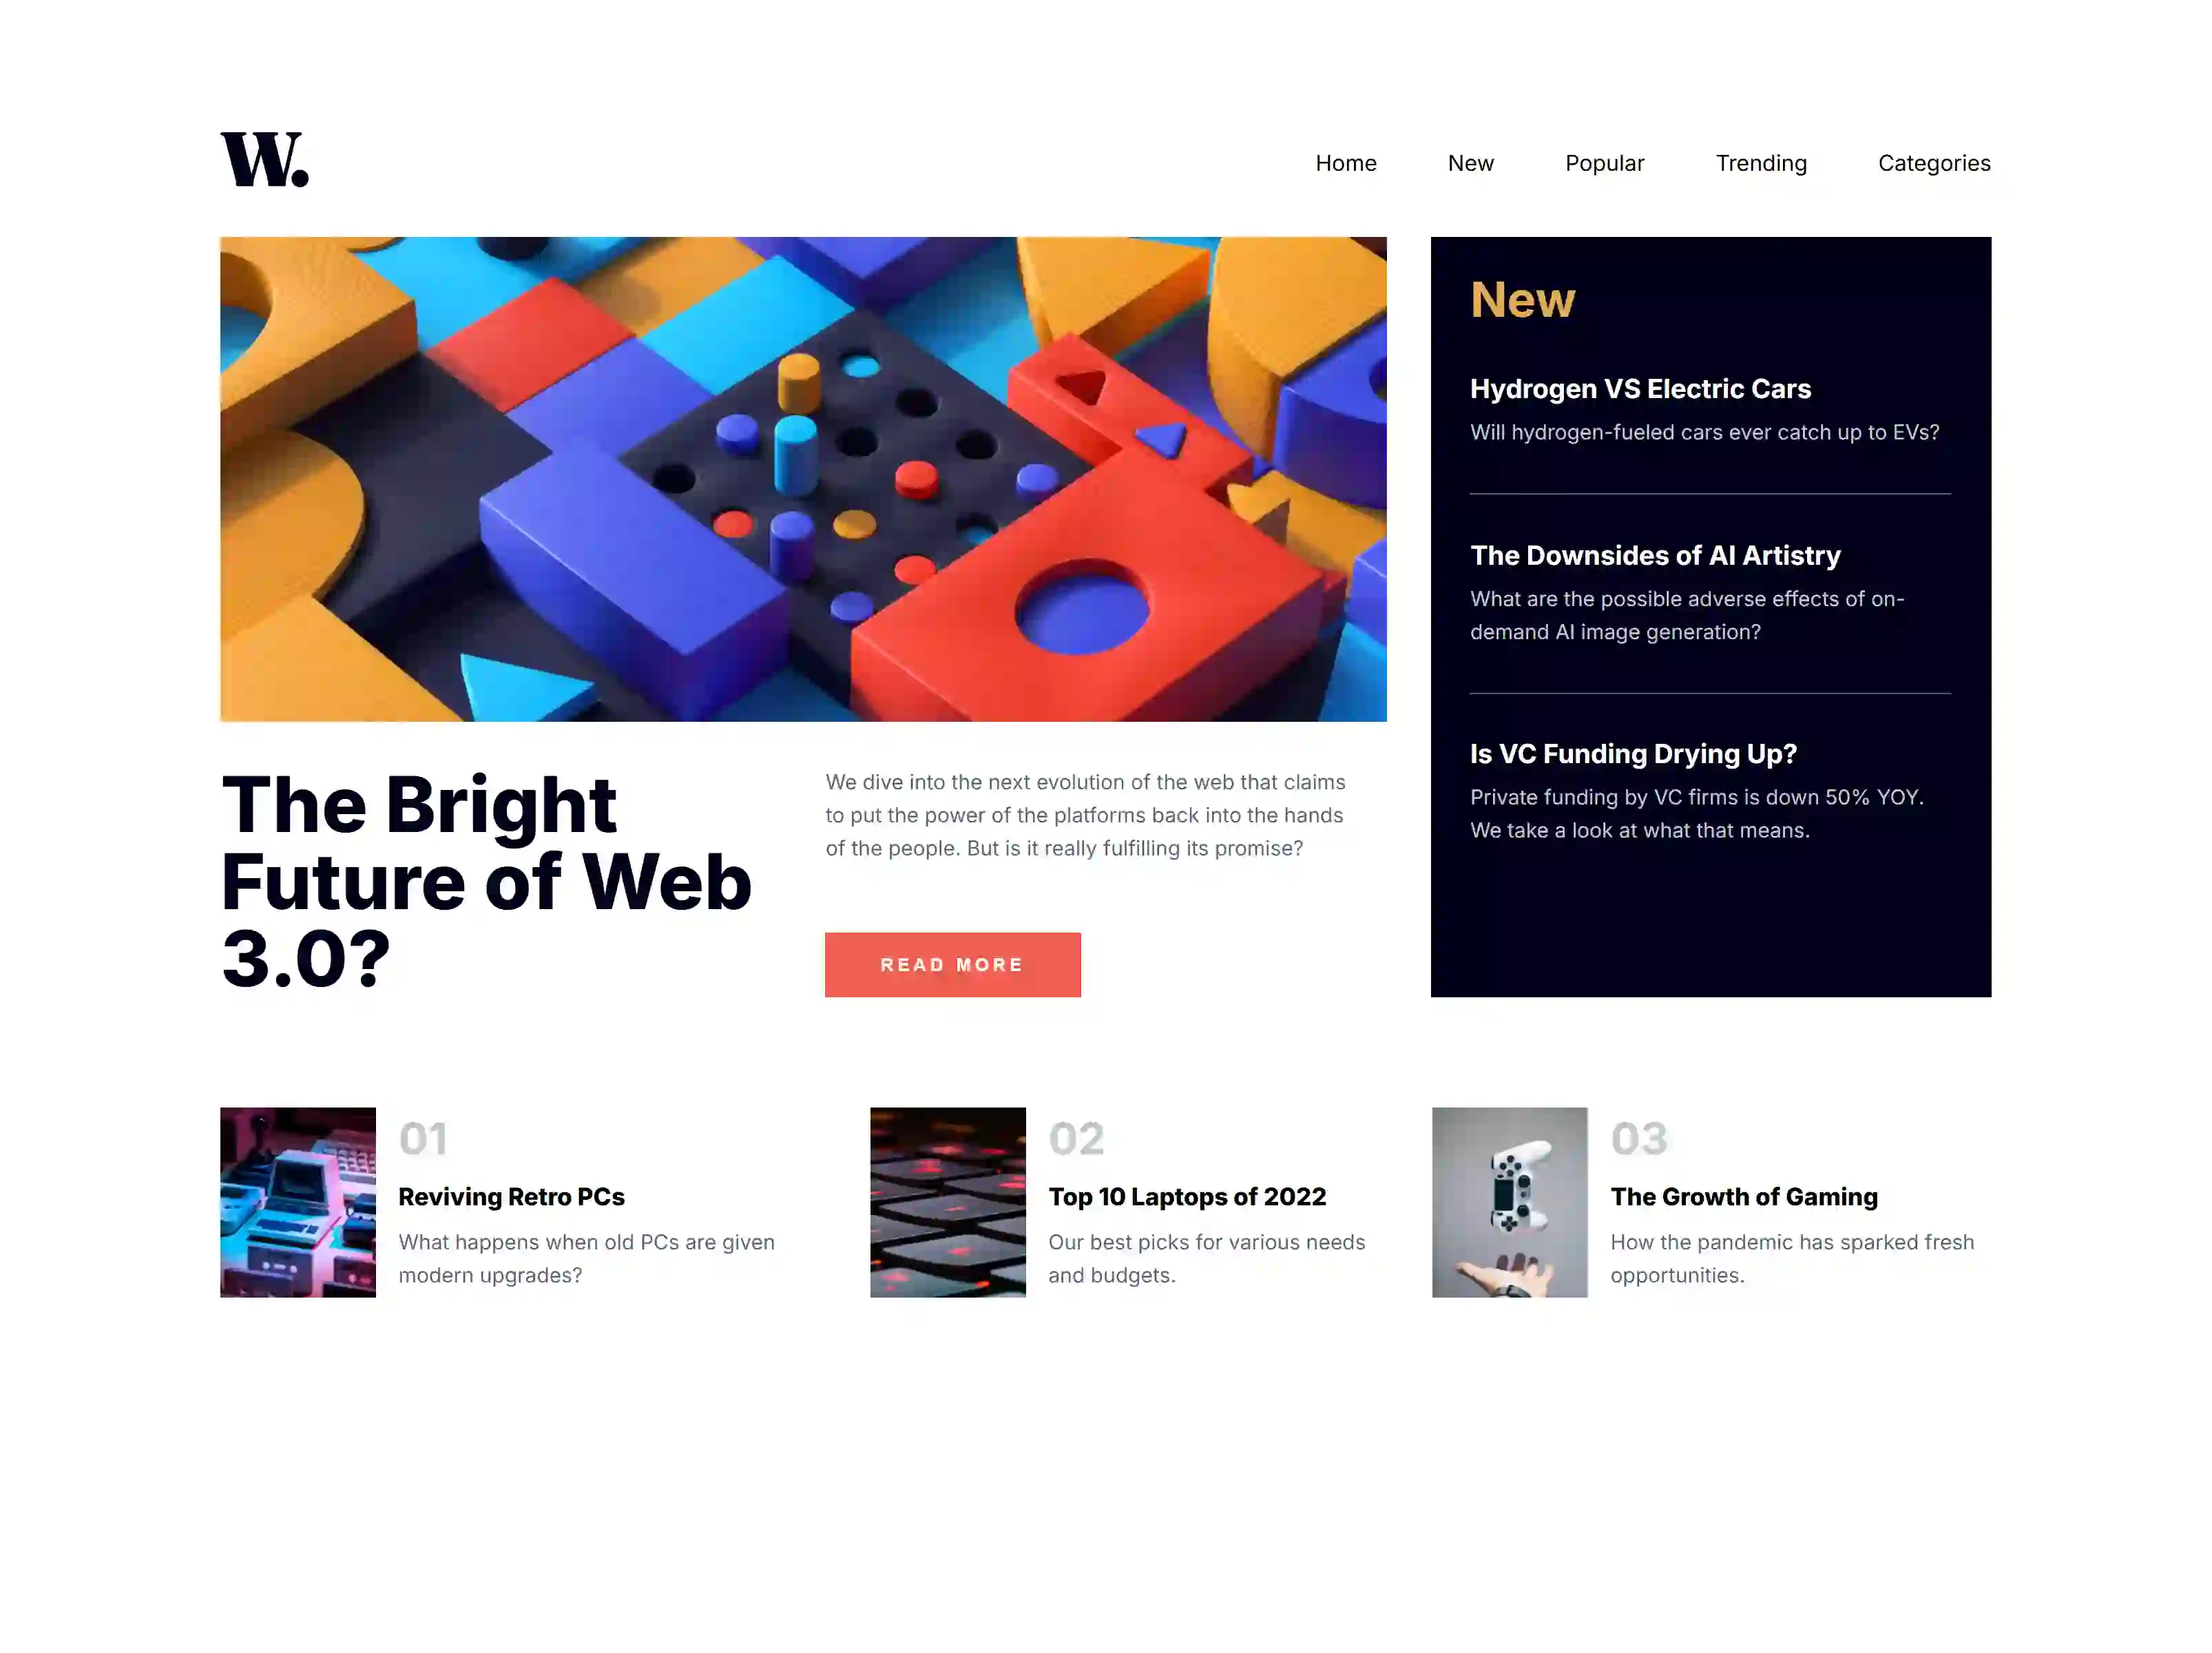 W.
Home New Popular Trending Categories
The Bright
Future of Web
3.0?
We dive into the next evolution of the web that claims
to put the power of the platforms back into the hands
of the people. But is it really fulfilling its promise?
READ MORE
New
Hydrogen VS Electric Cars
Will hydrogen-fueled cars ever catch up to EVs?
The Downsides of AI Artistry
What are the possible adverse effects of on-
demand AI image generation?
Is VC Funding Drying Up?
Private funding by VC firms is down 50% YOY.
We take a look at what that means.
01
Reviving Retro PCs
What happens when old PCs are given
modern upgrades?
02
Top 10 Laptops of 2022
Our best picks for various needs
and budgets.
03
The Growth of Gaming
How the pandemic has sparked fresh
opportunities.